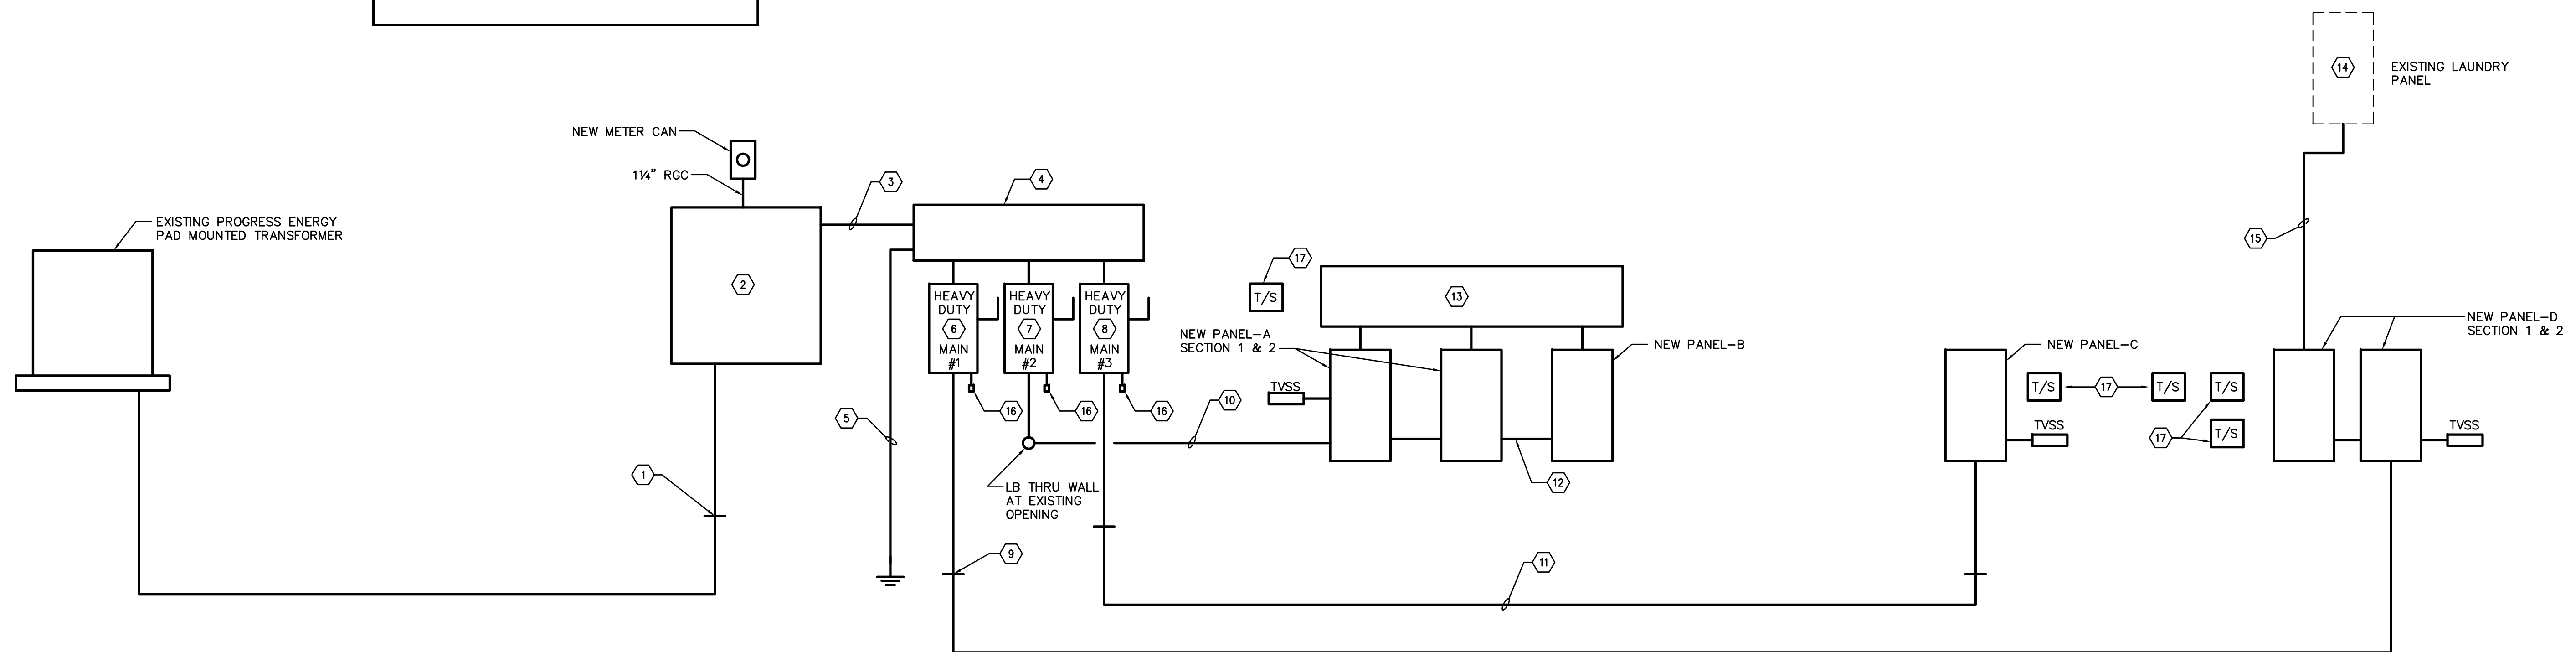 14
EXISTING LAUNDRY
PANEL
NEW METER CAN
1¼" RGC
3
4
EXISTING PROGRESS ENERGY
PAD MOUNTED TRANSFORMER
15
17
2
T/S
13
HEAVY
DUTY
6
MAIN
#1
HEAVY
DUTY
7
MAIN
#2
HEAVY
DUTY
8
MAIN
#3
NEW PANEL-A
SECTION 1 & 2
NEW PANEL-B
NEW PANEL-C
NEW PANEL-D
SECTION 1 & 2
TVSS
T/S
17
T/S
T/S
16
16
16
10
5
TVSS
17
T/S
TVSS
1
LB THRU WALL
AT EXISTING
OPENING
12
9
11